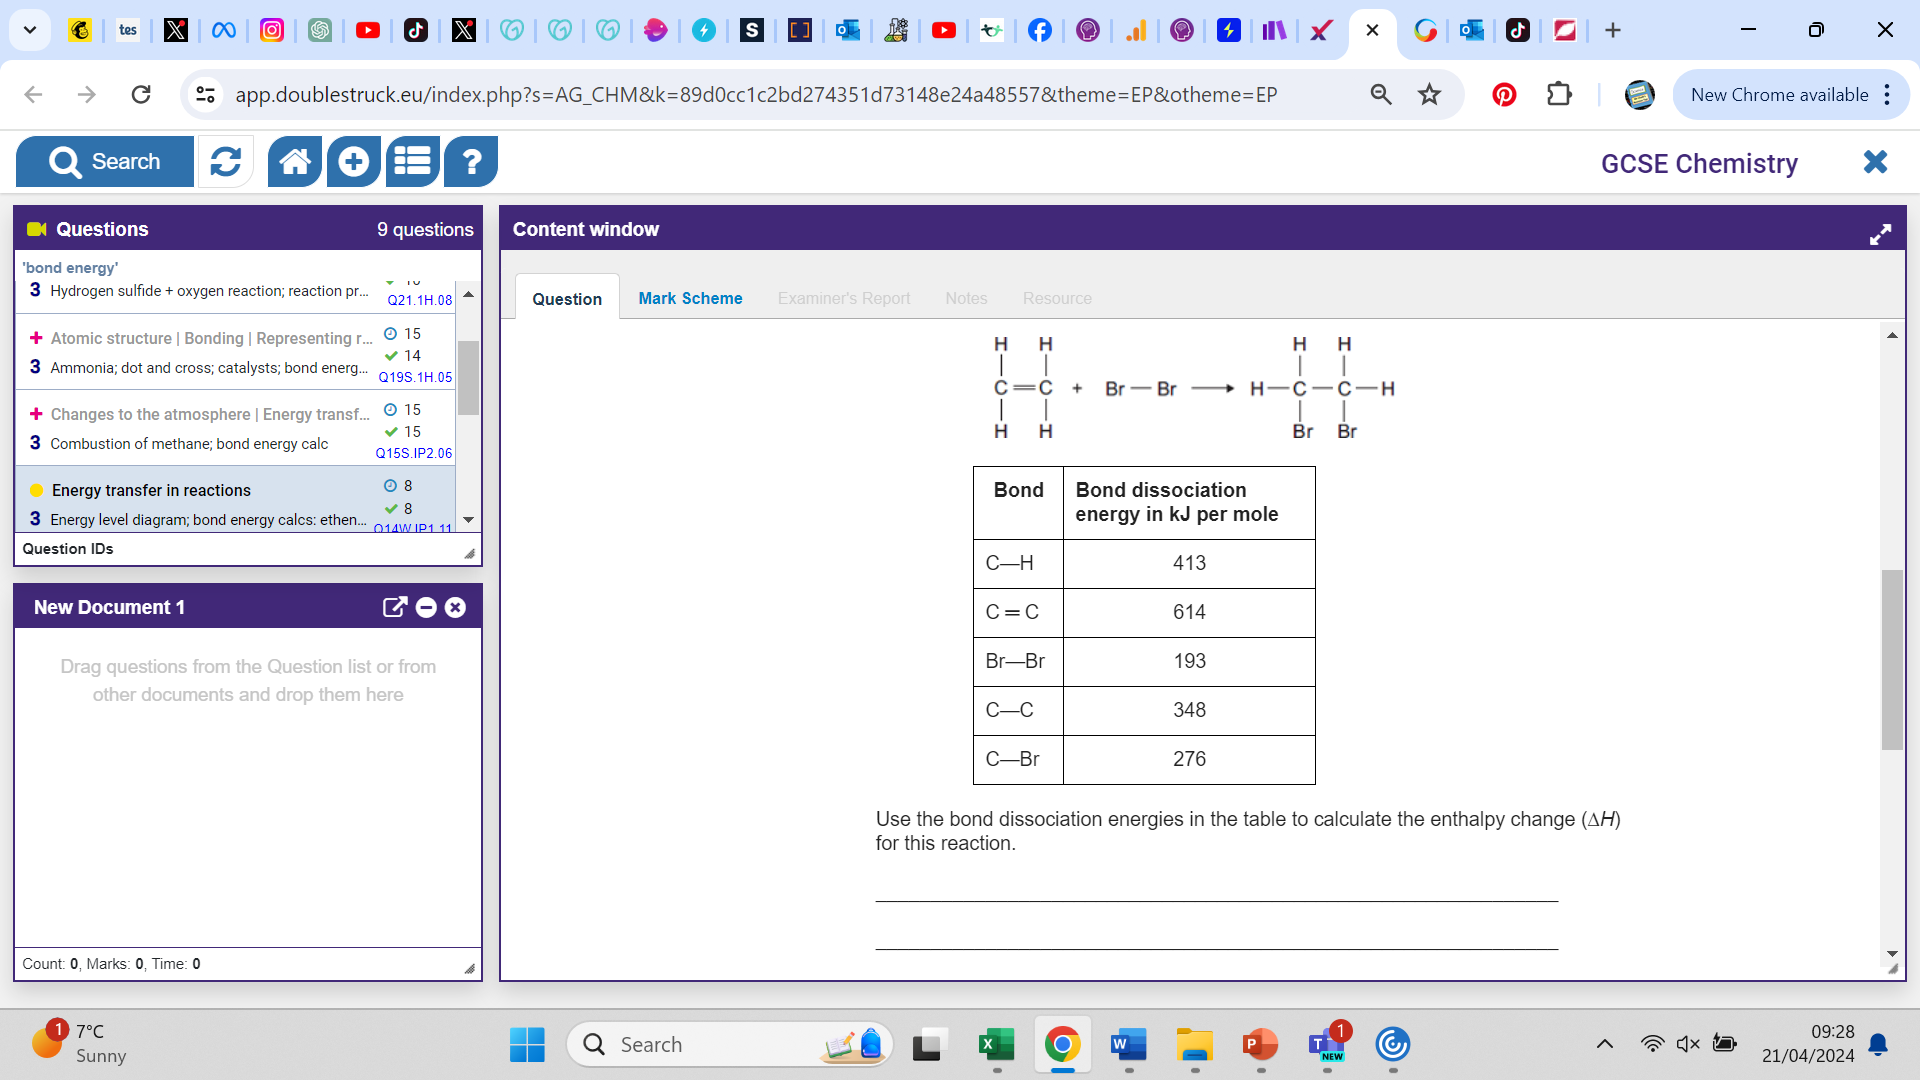 tes
app.doublestruck.eu/index.php?s=AG_CHM&k=89d0cc1c2bd274351d73148e24a48557&theme=EP&otheme=EP
New Chrome available
Search
GCSE Chemistry
Questions 9 questions
'bond energy'
3 Hydrogen sulfide + oxygen reaction; reaction pr...
Q21.1H.08
Atomic structure | Bonding | Representing r... 15
14
3 Ammonia; dot and cross; catalysts; bond energ...
Q19S.1H.05
Changes to the atmosphere | Energy transf... 15
15
3 Combustion of methane; bond energy calc
Q15S.IP2.06
Energy transfer in reactions 8
8
3 Energy level diagram; bond energy calcs: ethen...
Q14W.IP1.11
Question IDs
New Document 1
Drag questions from the Question list or from
other documents and drop them here
Count: 0, Marks: 0, Time: 0
Content window
Question Mark Scheme Examiner's Report Notes Resource
H H H H
C=C + Br—Br ⟶ H—C—C—H
H H Br Br
Bond Bond dissociation
energy in kJ per mole
C—H 413
C=C 614
Br—Br 193
C—C 348
C—Br 276
Use the bond dissociation energies in the table to calculate the enthalpy change (ΔH)
for this reaction.
1
7°C
Sunny
Search
1
NEW
09:28
21/04/2024